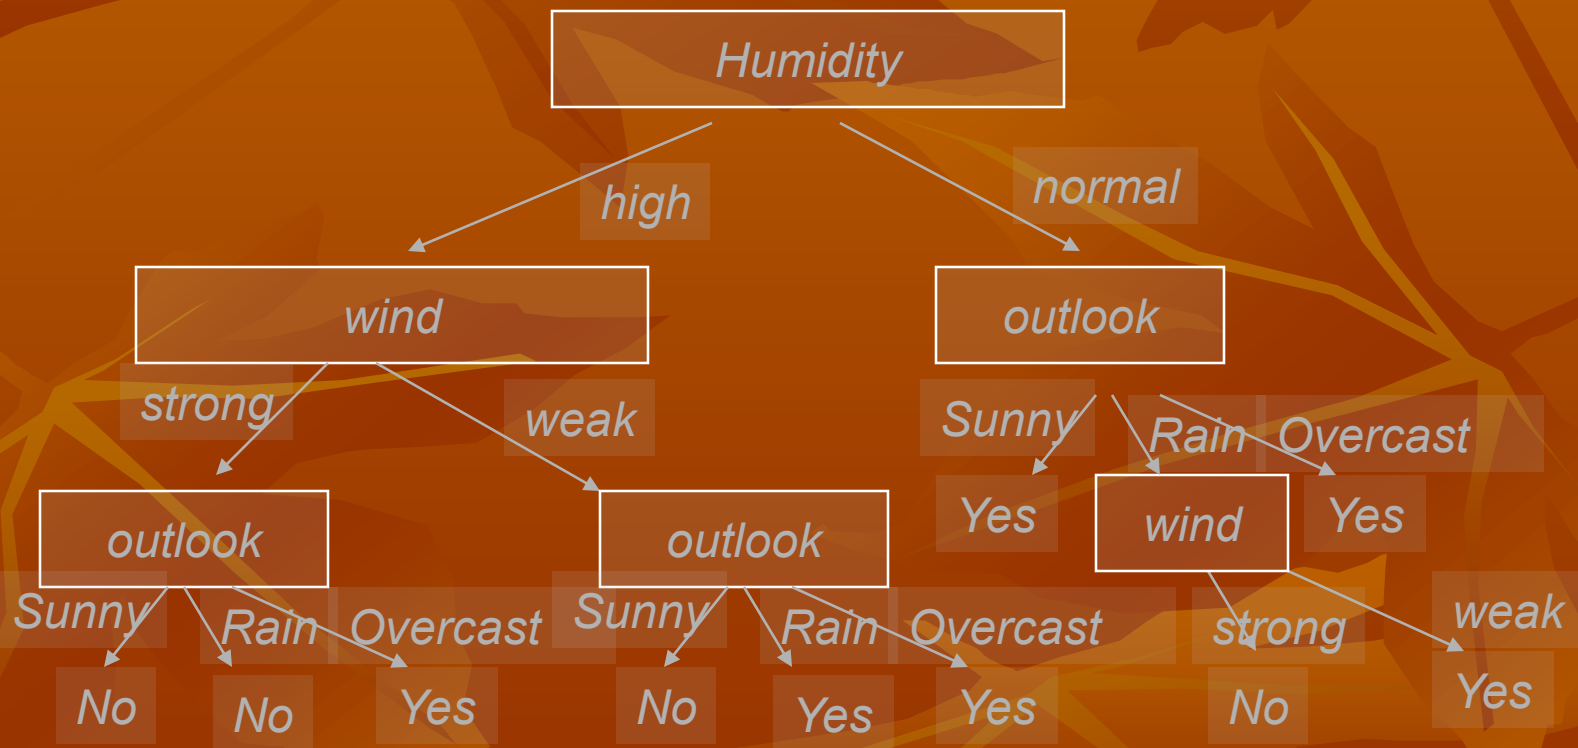 Humidity
high
normal
wind
outlook
strong
weak
Sunny
Rain
Overcast
outlook
outlook
Yes
wind
Yes
Sunny
Rain
Overcast
Sunny
Rain
Overcast
strong
weak
No
No
Yes
No
Yes
Yes
No
Yes